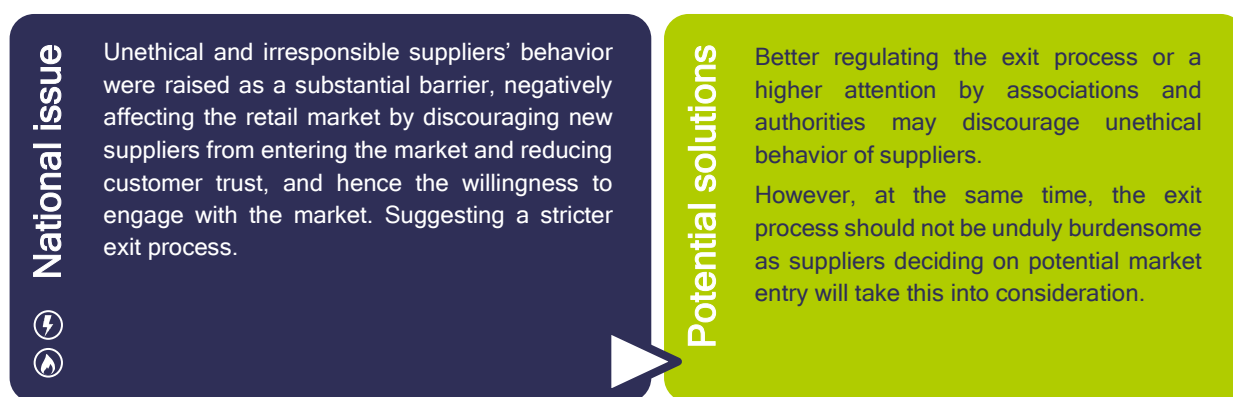 National issue
Unethical and irresponsible suppliers' behavior
were raised as a substantial barrier, negatively
affecting the retail market by discouraging new
suppliers from entering the market and reducing
customer trust, and hence the willingness to
engage with the market. Suggesting a stricter
exit process.
Potential solutions
Better regulating the exit process or a
higher attention by associations and
authorities may discourage unethical
behavior of suppliers.
However, at the same time, the exit
process should not be unduly burdensome
as suppliers deciding on potential market
entry will take this into consideration.